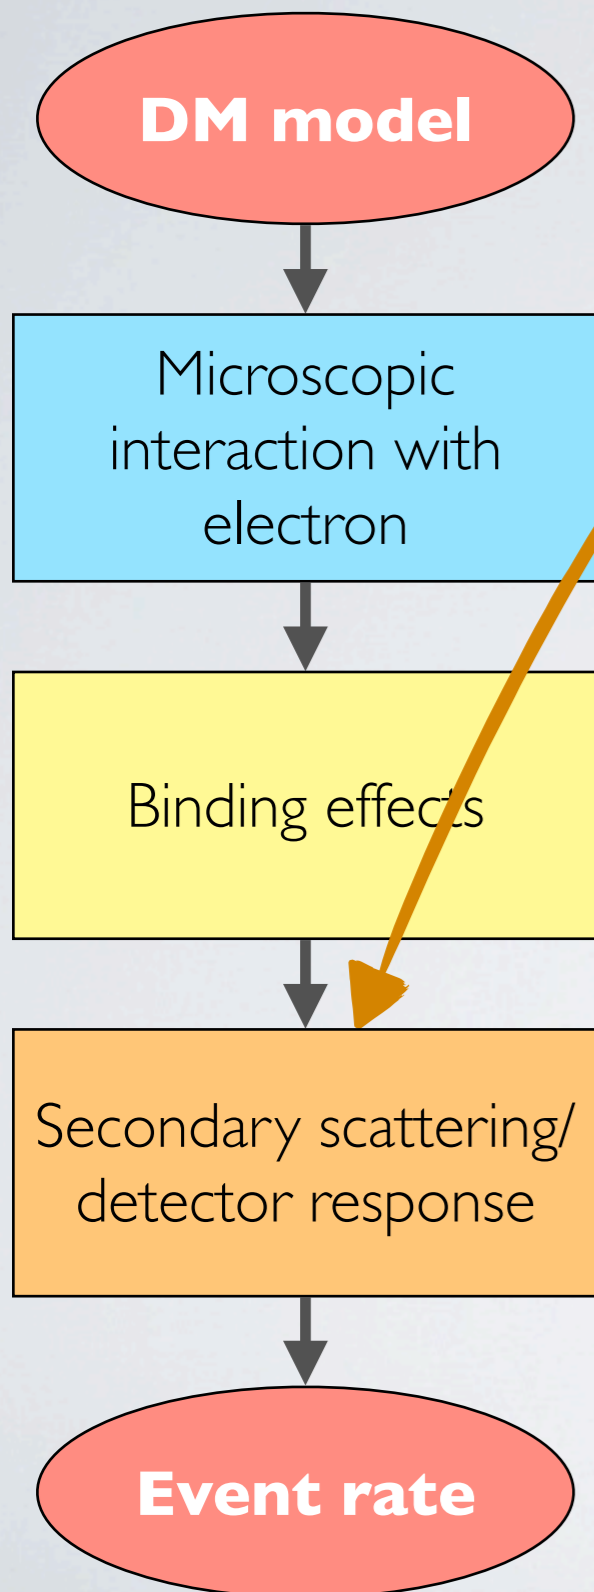 DM model
Microscopic
interaction with
electron
Binding effects
Secondary scattering/
detector response
Event rate